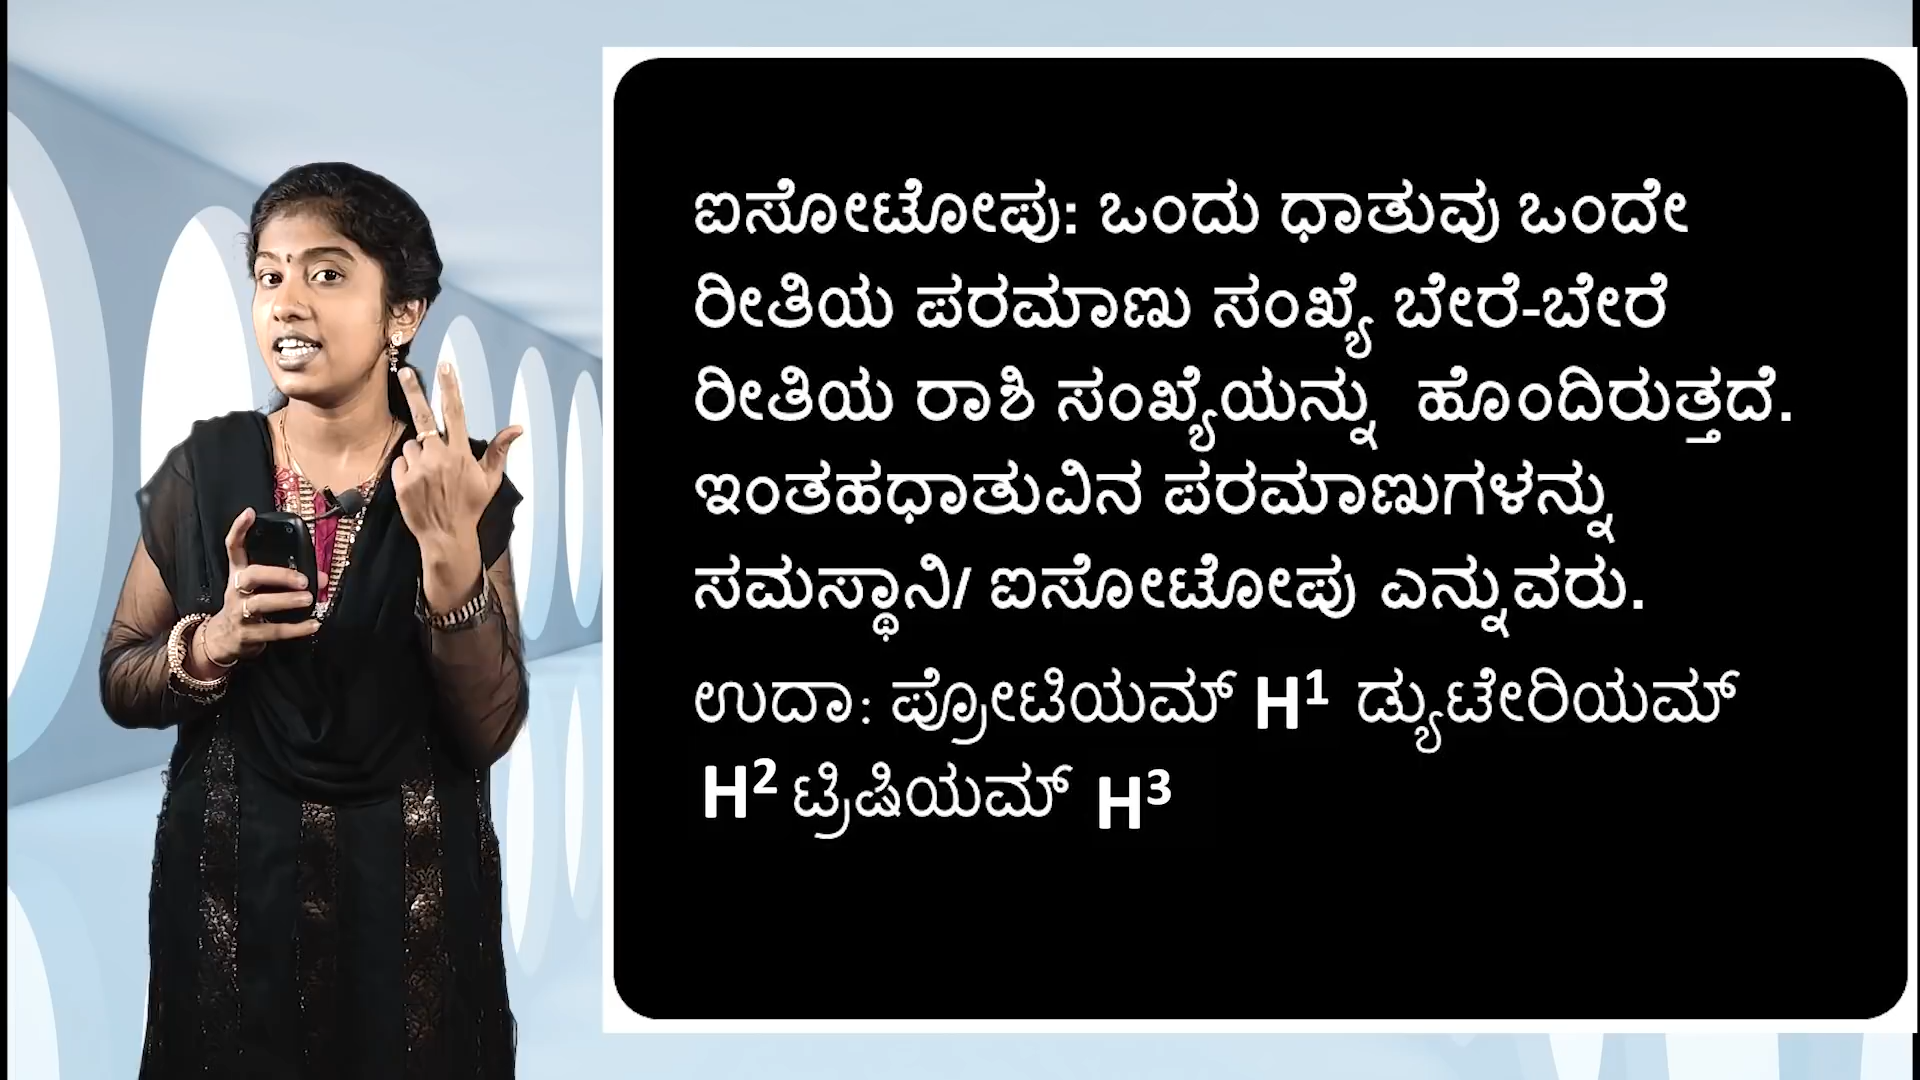 ಐಸೋಟೋಪು: ಒಂದು ಧಾತುವು ಒಂದೇ
ರೀತಿಯ ಪರಮಾಣು ಸಂಖ್ಯೆ ಬೇರೆ-ಬೇರೆ
ರೀತಿಯ ರಾಶಿ ಸಂಖ್ಯೆಯನ್ನು ಹೊಂದಿರುತ್ತದೆ.
ಇಂತಹಧಾತುವಿನ ಪರಮಾಣುಗಳನ್ನು
ಸಮಸ್ಥಾನಿ/ ಐಸೋಟೋಪು ಎನ್ನುವರು.
ಉದಾ: ಪ್ರೋಟಿಯಮ್ H¹ ಡ್ಯುಟೇರಿಯಮ್
H² ಟ್ರಿಷಿಯಮ್ H³